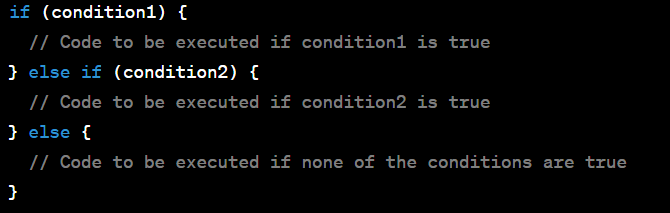 if (condition1) {
  // Code to be executed if condition1 is true
} else if (condition2) {
  // Code to be executed if condition2 is true
} else {
  // Code to be executed if none of the conditions are true
}